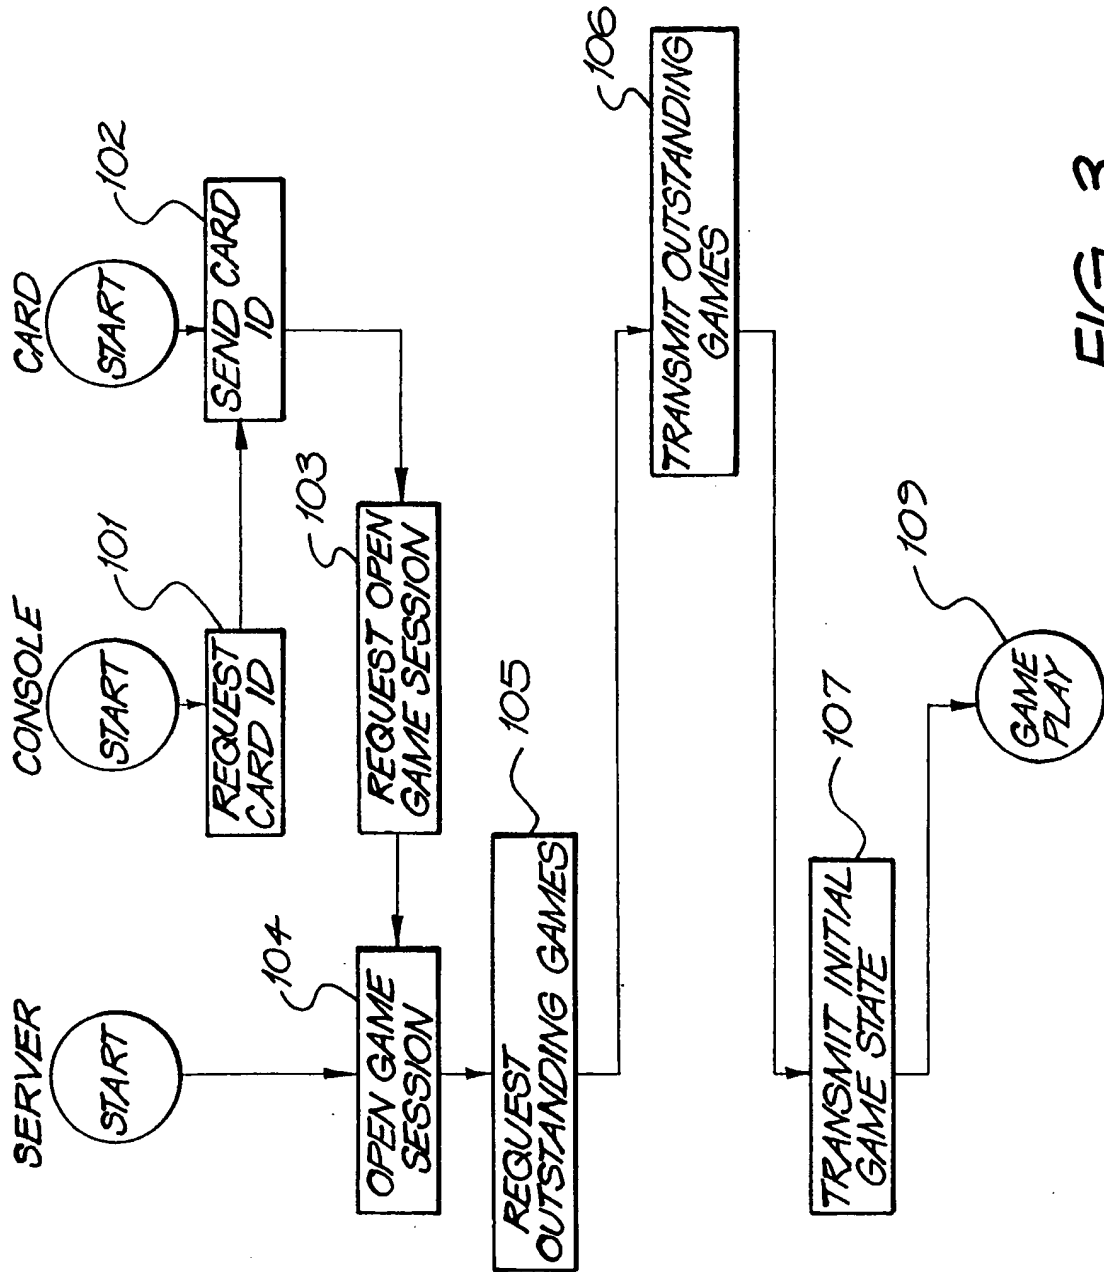 SERVER
CONSOLE
CARD
START
START
START
101
REQUEST
CARD ID
102
SEND CARD
ID
103
REQUEST OPEN
GAME SESSION
104
OPEN GAME
SESSION
105
REQUEST
OUTSTANDING GAMES
106
TRANSMIT OUTSTANDING
GAMES
107
TRANSMIT INITIAL
GAME STATE
109
GAME
PLAY
FIG. 3